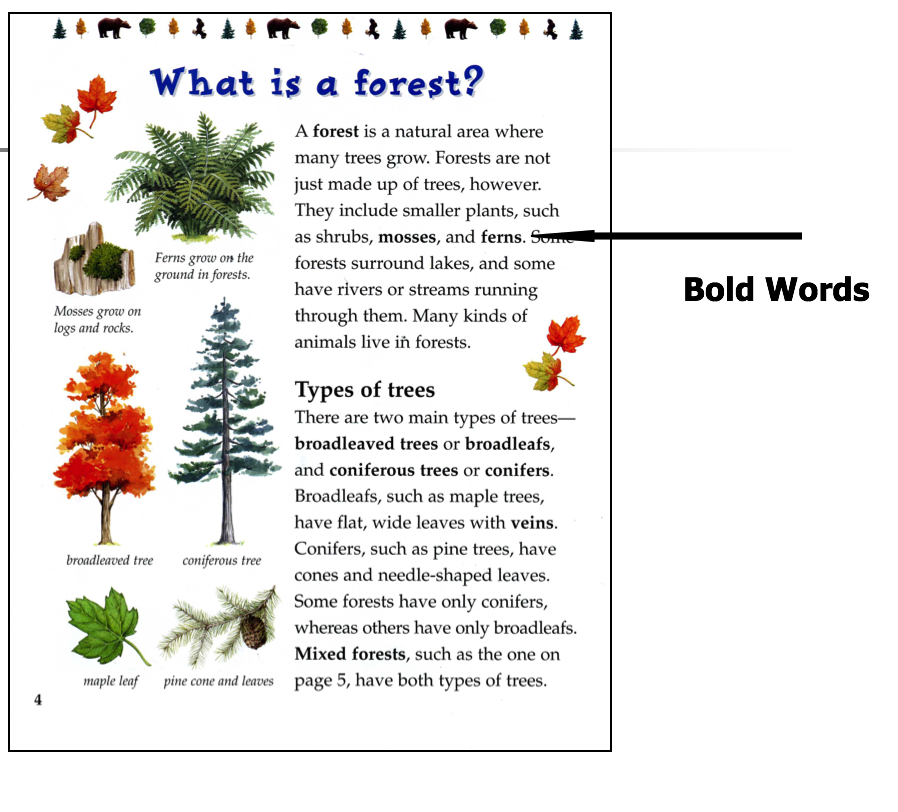 What is a forest?
A forest is a natural area where
many trees grow. Forests are not
just made up of trees, however.
They include smaller plants, such
as shrubs, mosses, and ferns. Some
forests surround lakes, and some
have rivers or streams running
through them. Many kinds of
animals live in forests.
Ferns grow on the
ground in forests.
Mosses grow on
logs and rocks.
Bold Words
Types of trees
There are two main types of trees—
broadleaved trees or broadleafs,
and coniferous trees or conifers.
Broadleafs, such as maple trees,
have flat, wide leaves with veins.
Conifers, such as pine trees, have
cones and needle-shaped leaves.
Some forests have only conifers,
whereas others have only broadleafs.
Mixed forests, such as the one on
page 5, have both types of trees.
broadleaved tree
coniferous tree
maple leaf
pine cone and leaves
4